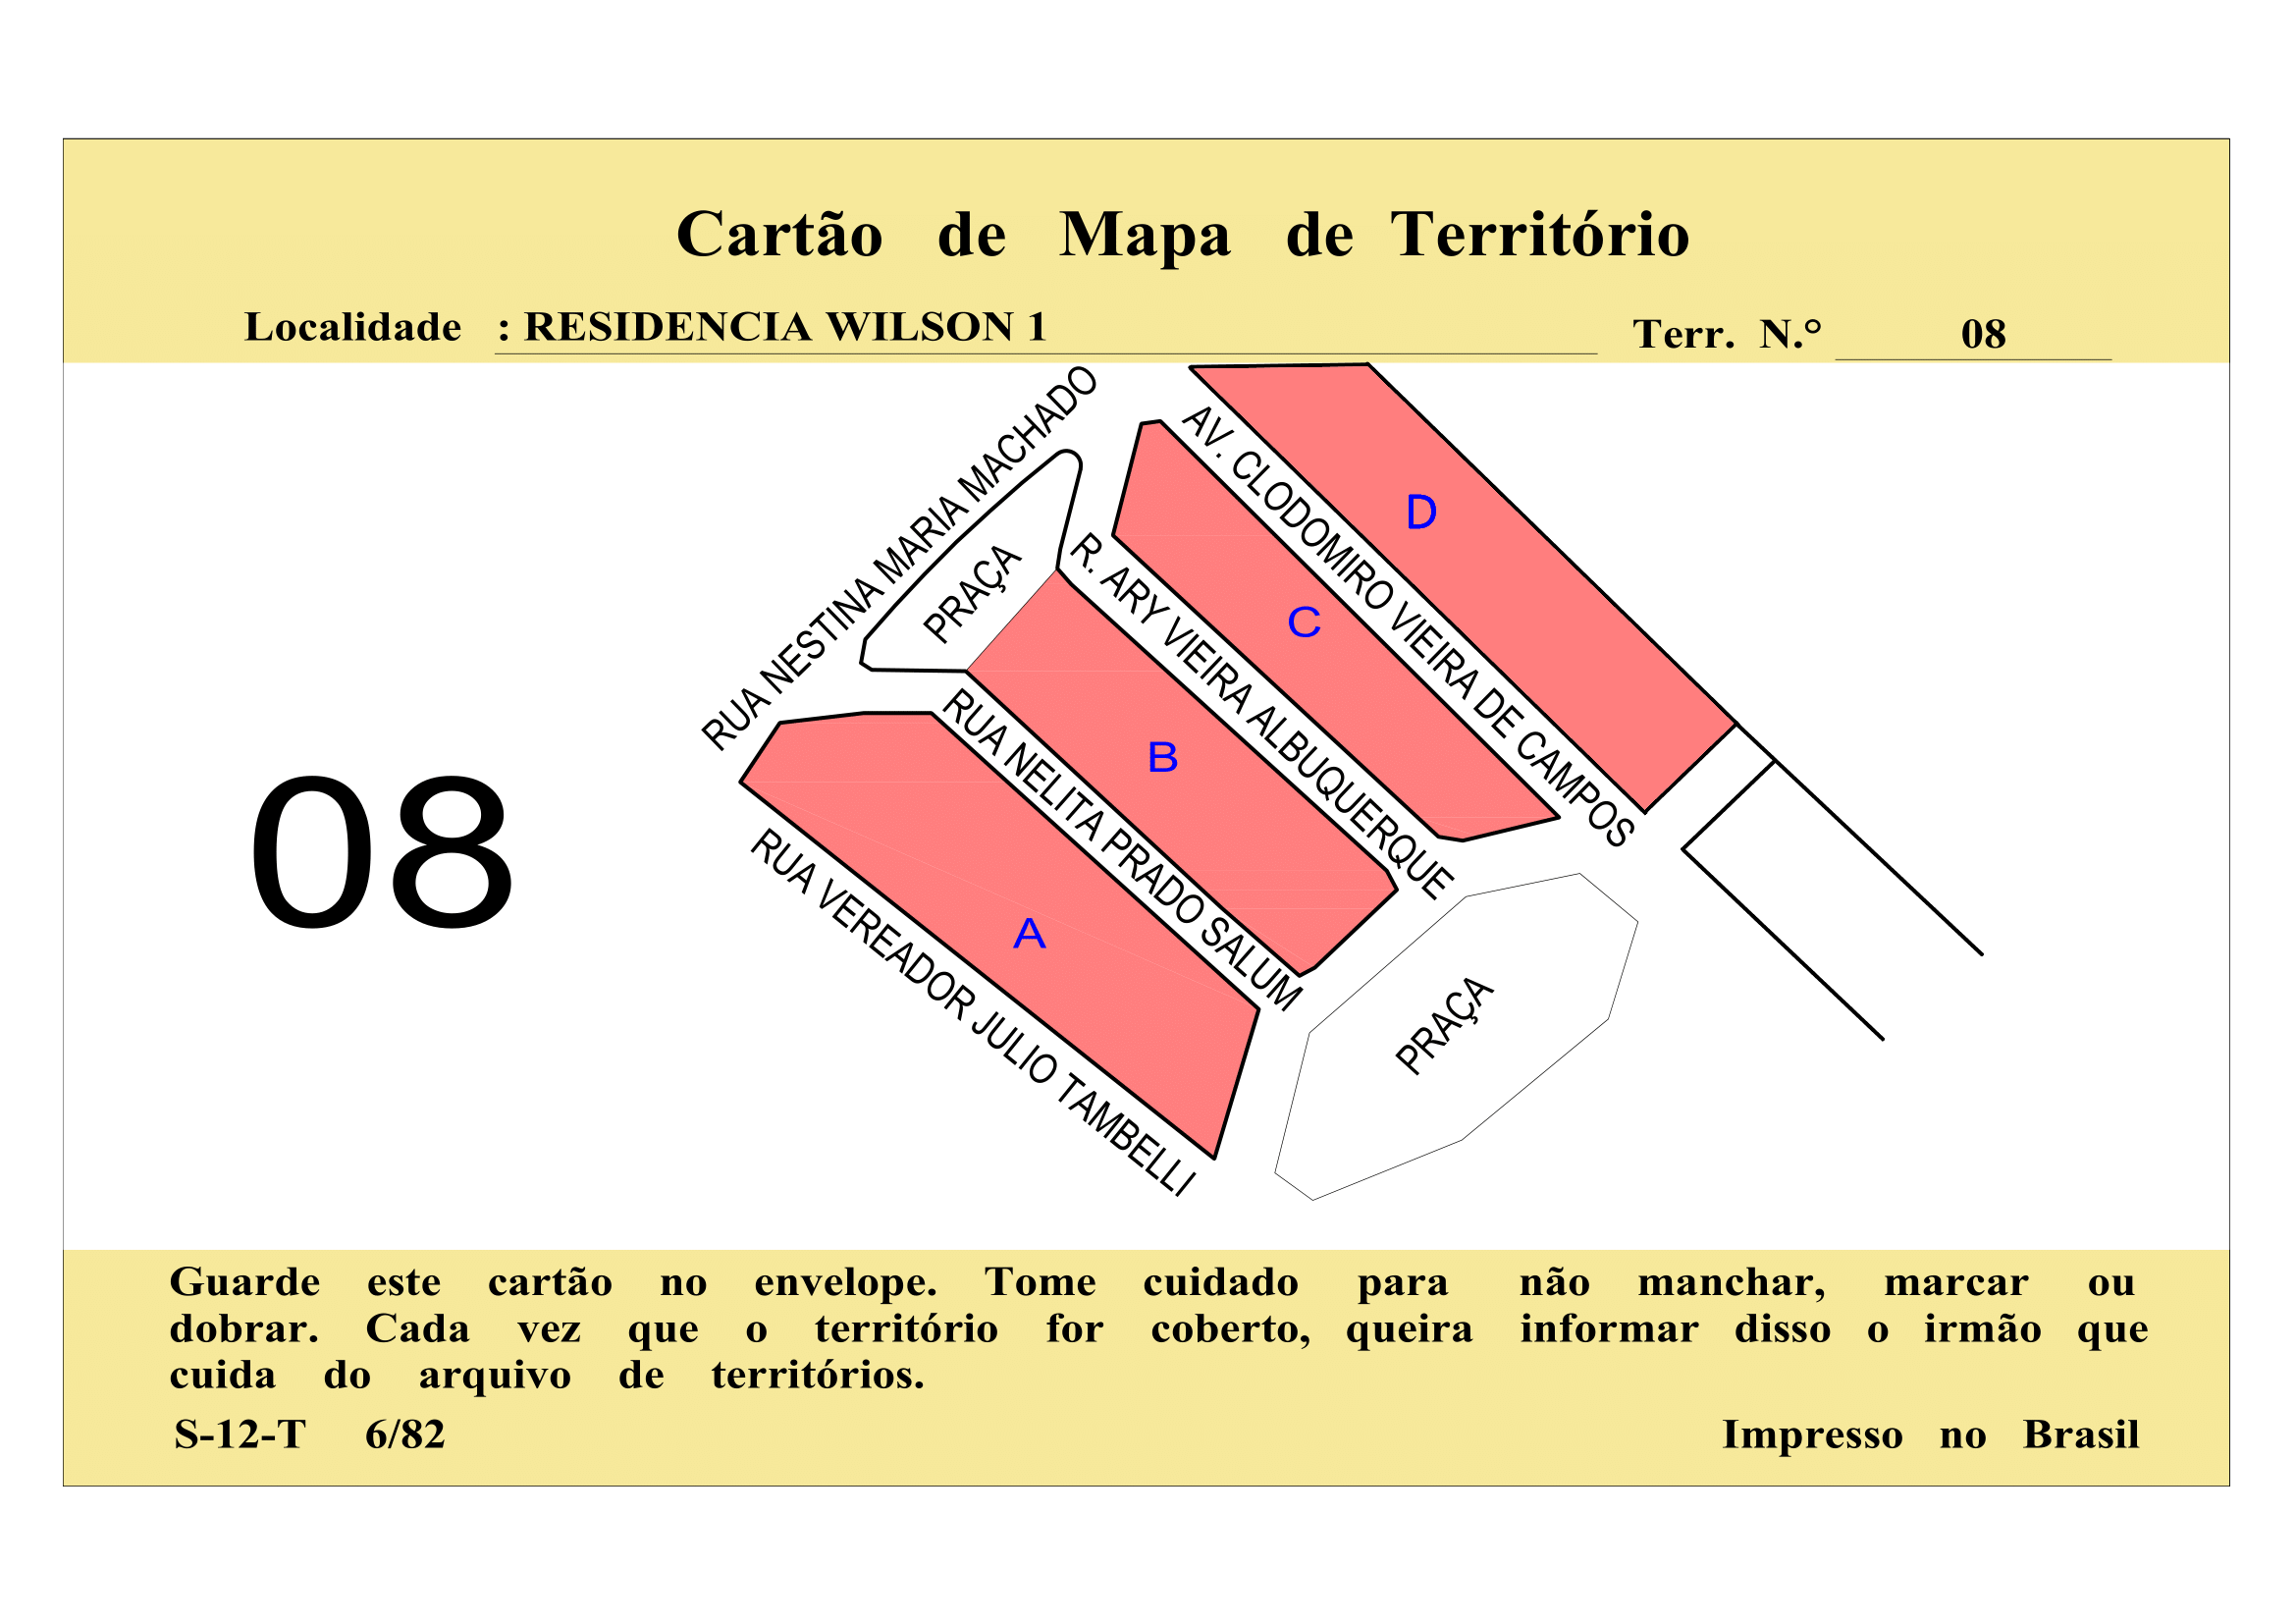 Cartão de Mapa de Território
Localidade : RESIDENCIA WILSON 1
Terr. N.° 08
RUA NESTINA MARIA MACHADO
PRAÇA
AV. CLODOMIRO VIEIRA DE CAMPOS
D
C
R. ARY VIEIRA ALBUQUERQUE
B
RUA NELITA PRADO SALUM
A
RUA VEREADOR JULIO TAMBELLI
PRAÇA
08
Guarde este cartão no envelope. Tome cuidado para não manchar, marcar ou
dobrar. Cada vez que o território for coberto, queira informar disso o irmão que
cuida do arquivo de territórios.
S-12-T 6/82
Impresso no Brasil